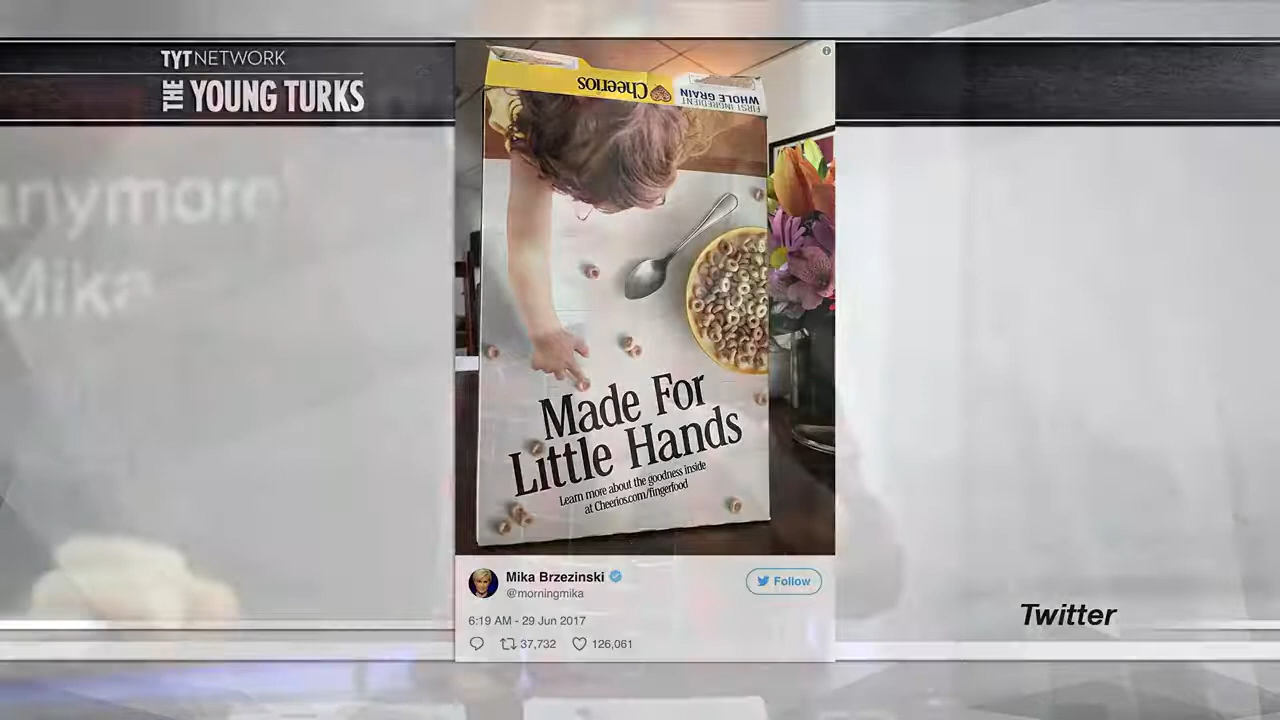 TYT NETWORK
THE YOUNG TURKS
anymore
Mika
Cheerios
FIRST INGREDIENT
WHOLE GRAIN
Made For
Little Hands
Learn more about the goodness inside
at Cheerios.com/fingerfood
Mika Brzezinski
@morningmika
Follow
6:19 AM - 29 Jun 2017
37,732
126,061
Twitter